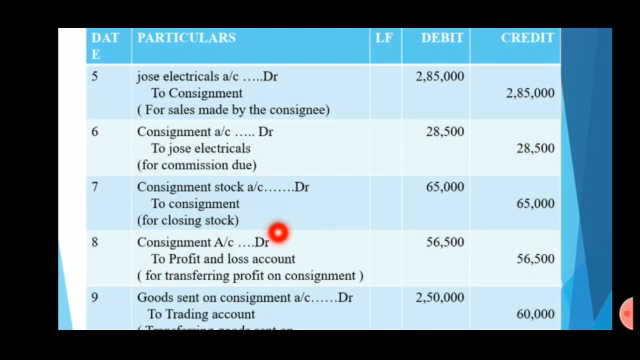 DAT PARTICULARS LF DEBIT CREDIT
E
5 jose electricals a/c …..Dr 2,85,000
To Consignment 2,85,000
( For sales made by the consignee)
6 Consignment a/c ….. Dr 28,500
To jose electricals 28,500
(for commission due)
7 Consignment stock a/c…….Dr 65,000
To consignment 65,000
(for closing stock)
8 Consignment A/c ….Dr 56,500
To Profit and loss account 56,500
( for transferring profit on consignment )
9 Goods sent on consignment a/c……Dr 2,50,000
To Trading account 60,000
( Transferring goods sent on